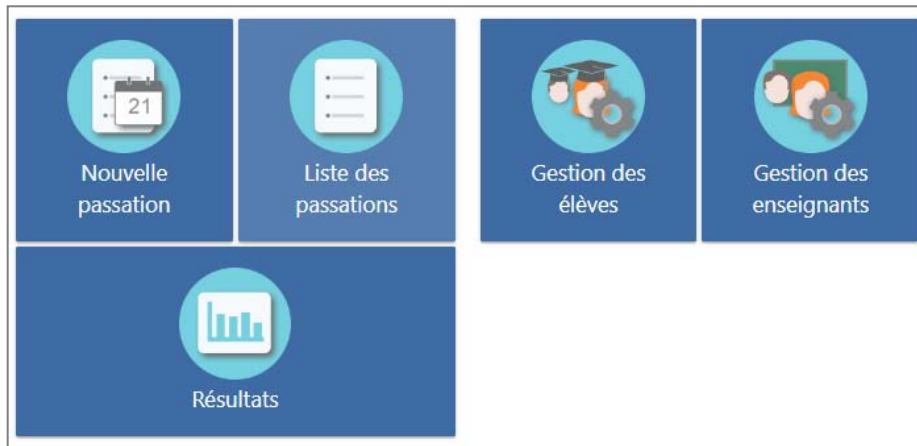 21
Nouvelle
passation
Liste des
passations
Gestion des
élèves
Gestion des
enseignants
Résultats